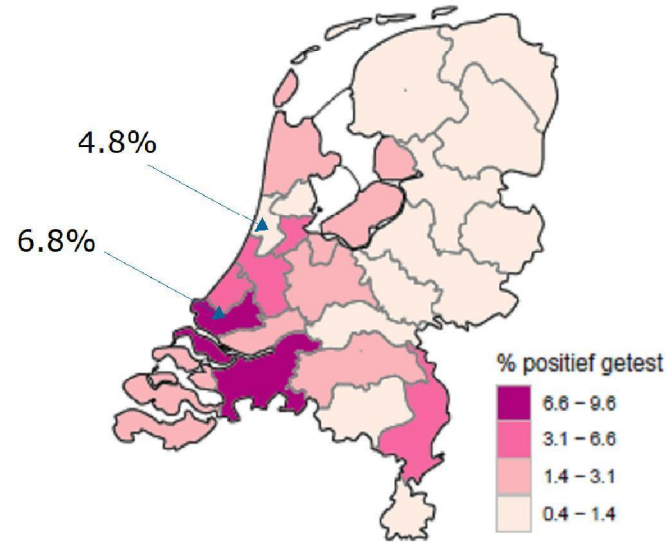 4.8%
6.8%
% positief getest
6.6 – 9.6
3.1 – 6.6
1.4 – 3.1
0.4 – 1.4